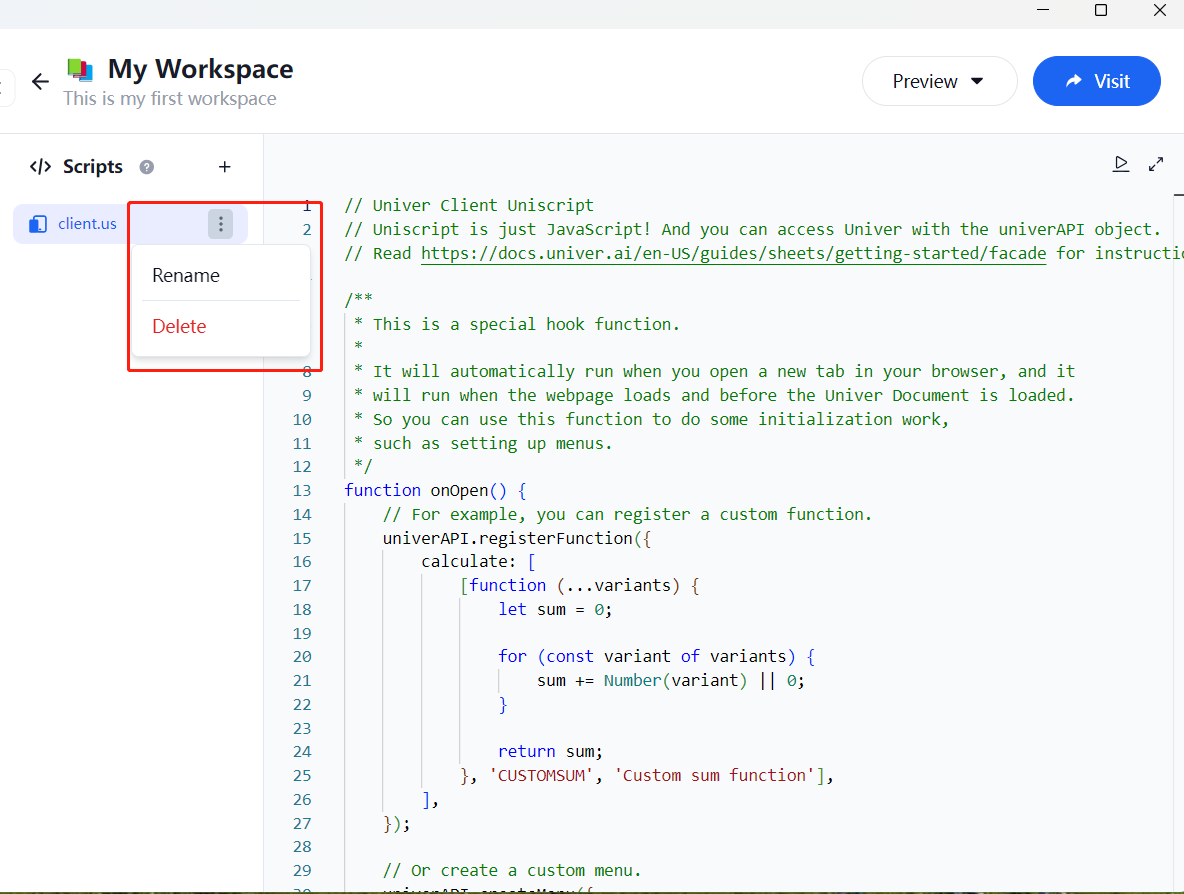 My Workspace
This is my first workspace
Preview
Visit
</> Scripts ? +
client.us
Rename
Delete
1 // Univer Client Uniscript
2 // Uniscript is just JavaScript! And you can access Univer with the univerAPI object.
// Read https://docs.univer.ai/en-US/guides/sheets/getting-started/facade for instructio
/**
* This is a special hook function.
*
8 * It will automatically run when you open a new tab in your browser, and it
9 * will run when the webpage loads and before the Univer Document is loaded.
10 * So you can use this function to do some initialization work,
11 * such as setting up menus.
12 */
13 function onOpen() {
14 // For example, you can register a custom function.
15 univerAPI.registerFunction({
16 calculate: [
17 [function (...variants) {
18 let sum = 0;
19
20 for (const variant of variants) {
21 sum += Number(variant) || 0;
22 }
23
24 return sum;
25 }, 'CUSTOMSUM', 'Custom sum function'],
26 ],
27 });
28
29 // Or create a custom menu.
30 univerAPI.createMenu({